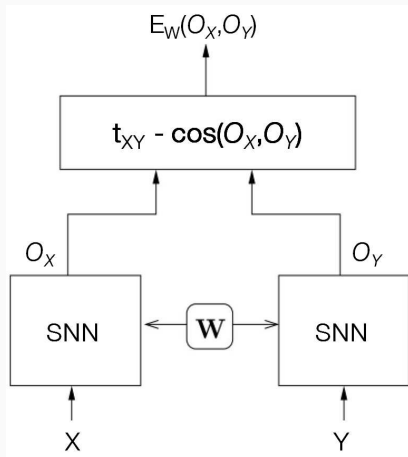 E_W(O_X,O_Y)
t_XY - cos(O_X,O_Y)
O_X O_Y
SNN W SNN
X Y